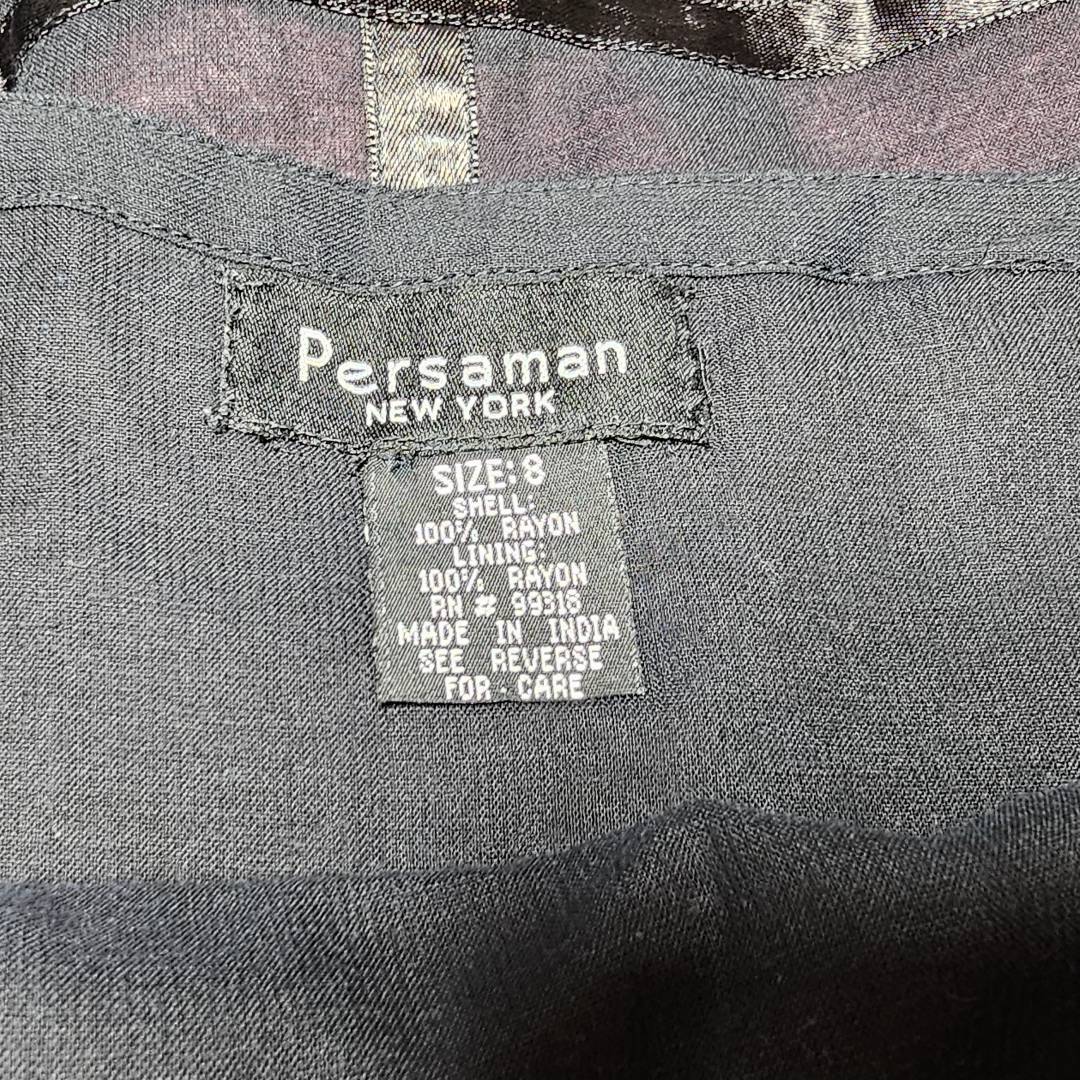 Persaman
NEW YORK
SIZE: 8
SHELL:
100% RAYON
LINING:
100% RAYON
RN # 99318
MADE IN INDIA
SEE REVERSE
FOR CARE